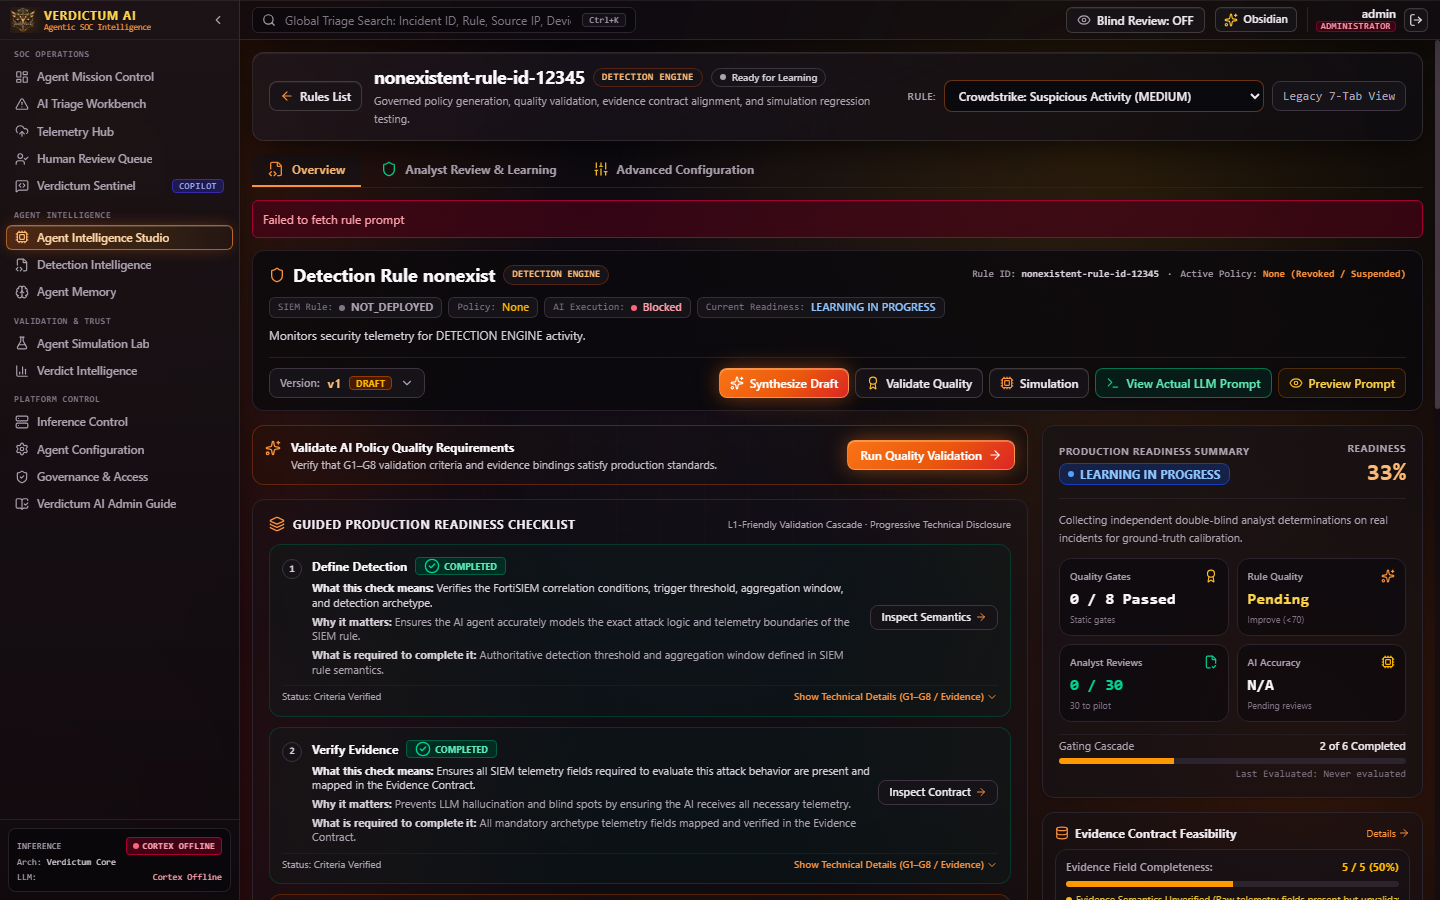 VERDICTUM AI
Agentic SOC Intelligence
Global Triage Search: Incident ID, Rule, Source IP, Devic
Ctrl+K
Blind Review: OFF
Obsidian
admin
ADMINISTRATOR
SOC OPERATIONS
Agent Mission Control
AI Triage Workbench
Telemetry Hub
Human Review Queue
Verdictum Sentinel
COPILOT
AGENT INTELLIGENCE
Agent Intelligence Studio
Detection Intelligence
Agent Memory
VALIDATION & TRUST
Agent Simulation Lab
Verdict Intelligence
PLATFORM CONTROL
Inference Control
Agent Configuration
Governance & Access
Verdictum AI Admin Guide
INFERENCE
CORTEX OFFLINE
Arch: Verdictum Core
LLM:
Cortex Offline
Rules List
nonexistent-rule-id-12345
DETECTION ENGINE
Ready for Learning
Governed policy generation, quality validation, evidence contract alignment, and simulation regression
testing.
RULE:
Crowdstrike: Suspicious Activity (MEDIUM)
Legacy 7-Tab View
Overview
Analyst Review & Learning
Advanced Configuration
Failed to fetch rule prompt
Detection Rule nonexist
DETECTION ENGINE
Rule ID: nonexistent-rule-id-12345 · Active Policy: None (Revoked / Suspended)
SIEM Rule: NOT_DEPLOYED
Policy: None
AI Execution: Blocked
Current Readiness: LEARNING IN PROGRESS
Monitors security telemetry for DETECTION ENGINE activity.
Version: v1 DRAFT
Synthesize Draft
Validate Quality
Simulation
View Actual LLM Prompt
Preview Prompt
Validate AI Policy Quality Requirements
Verify that G1–G8 validation criteria and evidence bindings satisfy production standards.
Run Quality Validation
GUIDED PRODUCTION READINESS CHECKLIST
L1-Friendly Validation Cascade · Progressive Technical Disclosure
1
Define Detection
COMPLETED
What this check means: Verifies the FortiSIEM correlation conditions, trigger threshold, aggregation window,
and detection archetype.
Why it matters: Ensures the AI agent accurately models the exact attack logic and telemetry boundaries of the
SIEM rule.
What is required to complete it: Authoritative detection threshold and aggregation window defined in SIEM
rule semantics.
Inspect Semantics
Status: Criteria Verified
Show Technical Details (G1–G8 / Evidence)
2
Verify Evidence
COMPLETED
What this check means: Ensures all SIEM telemetry fields required to evaluate this attack behavior are present and
mapped in the Evidence Contract.
Why it matters: Prevents LLM hallucination and blind spots by ensuring the AI receives all necessary telemetry.
What is required to complete it: All mandatory archetype telemetry fields mapped and verified in the Evidence
Contract.
Inspect Contract
Status: Criteria Verified
Show Technical Details (G1–G8 / Evidence)
PRODUCTION READINESS SUMMARY
LEARNING IN PROGRESS
READINESS
33%
Collecting independent double-blind analyst determinations on real
incidents for ground-truth calibration.
Quality Gates
0 / 8 Passed
Static gates
Rule Quality
Pending
Improve (<70)
Analyst Reviews
0 / 30
30 to pilot
AI Accuracy
N/A
Pending reviews
Gating Cascade
2 of 6 Completed
Last Evaluated: Never evaluated
Evidence Contract Feasibility
Details
Evidence Field Completeness:
5 / 5 (50%)
Evidence Semantics Unverified (Raw telemetry fields present but unvalidat